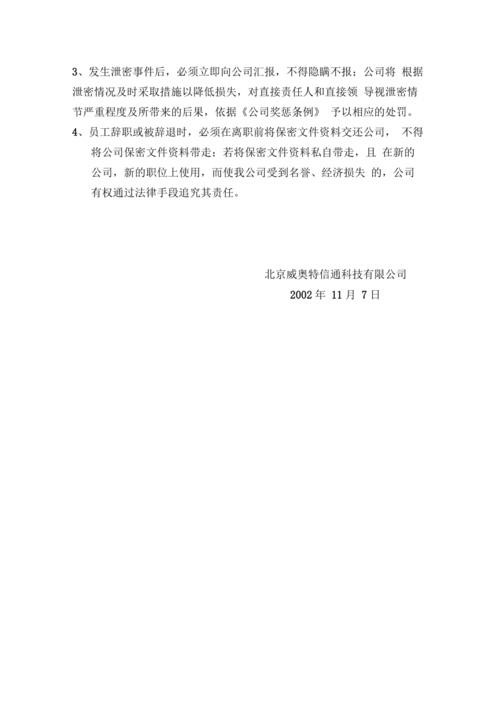 3、发生泄密事件后，必须立即向公司汇报，不得隐瞒不报；公司将 根据
泄密情况及时采取措施以降低损失，对直接责任人和直接领 导视泄密情
节严重程度及所带来的后果，依据《公司奖惩条例》 予以相应的处罚。
4、员工辞职或被辞退时，必须在离职前将保密文件资料交还公司， 不得
将公司保密文件资料带走：若将保密文件资料私自带走，且 在新的
公司，新的职位上使用，而使我公司受到名誉、经济损失 的，公司
有权通过法律手段追究其责任。
北京威奥特信通科技有限公司
2002 年 11 月 7 日